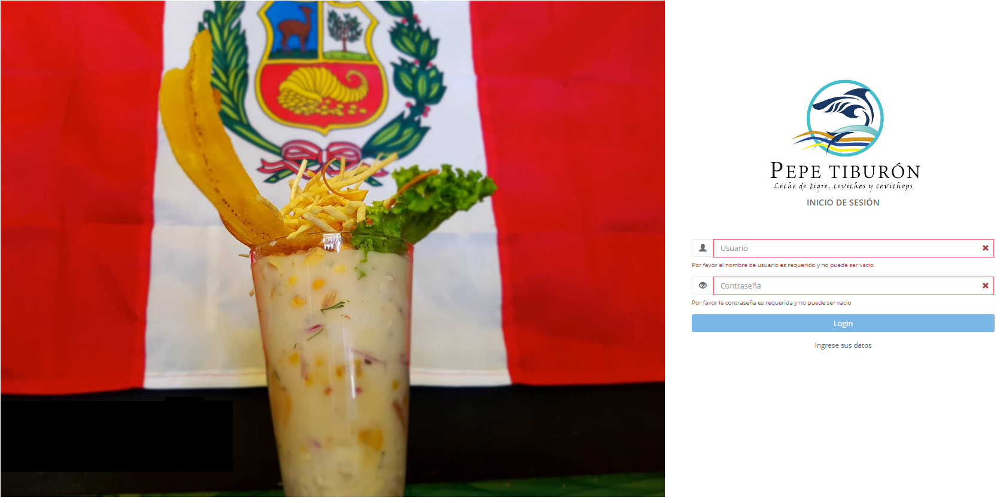 PEPE TIBURÓN
Leche de tigre, ceviches y cevichops
INICIO DE SESIÓN
Usuario
Por favor el nombre de usuario es requerido y no puede ser vacio
Contraseña
Por favor la contraseña es requerida y no puede ser vacio
Login
Ingrese sus datos